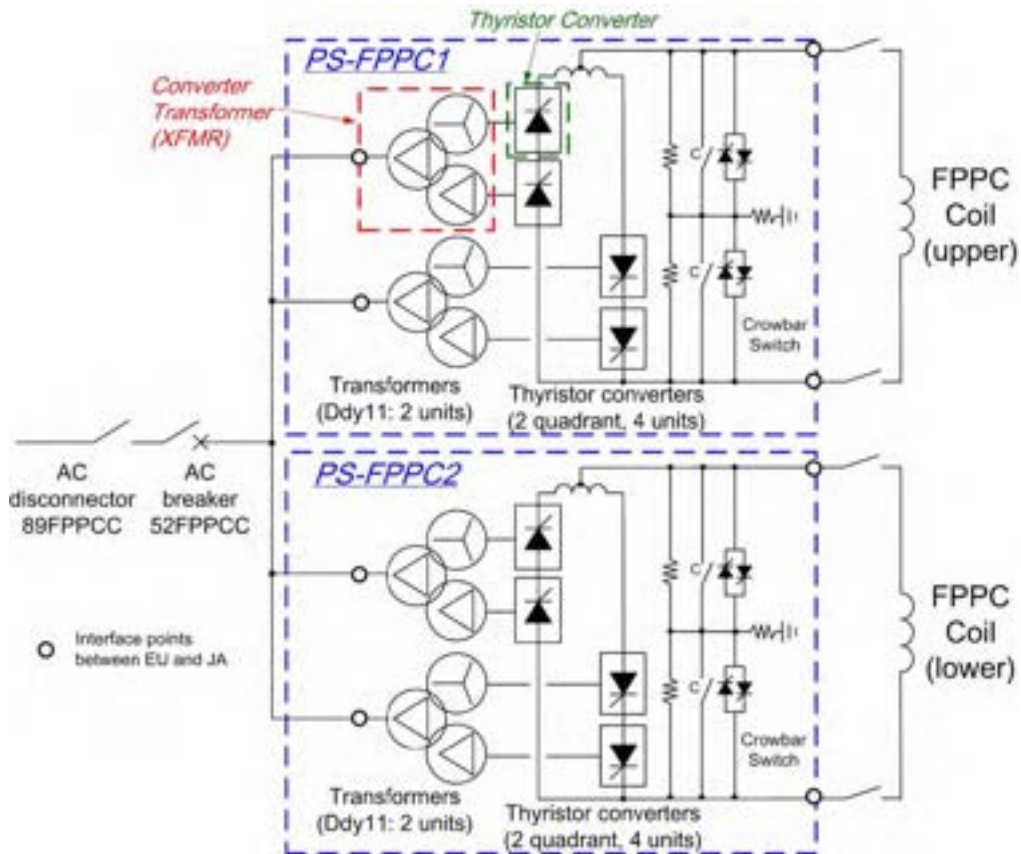 Thyristor Converter
PS-FPPC1
Converter
Transformer
(XFMR)
C
C
FPPC
Coil
(upper)
Crowbar
Switch
Transformers
(Ddy11: 2 units)
Thyristor converters
(2 quadrant, 4 units)
AC
disconnector
89FPPCC
AC
breaker
52FPPCC
PS-FPPC2
C
C
FPPC
Coil
(lower)
Interface points
between EU and JA
Crowbar
Switch
Transformers
(Ddy11: 2 units)
Thyristor converters
(2 quadrant, 4 units)